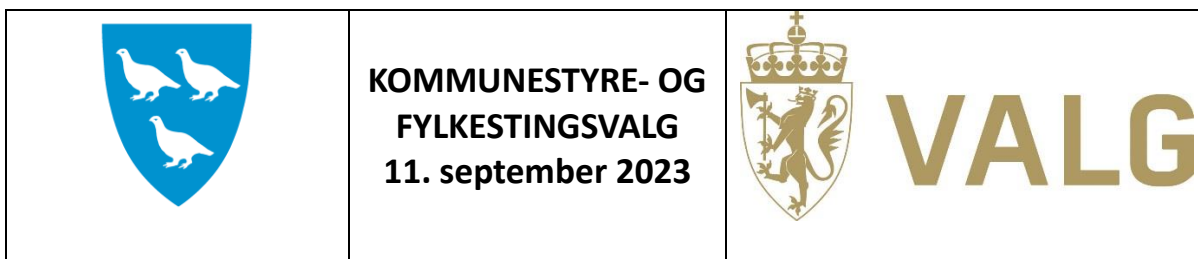 KOMMUNESTYRE- OG
FYLKESTINGSVALG
11. september 2023
VALG